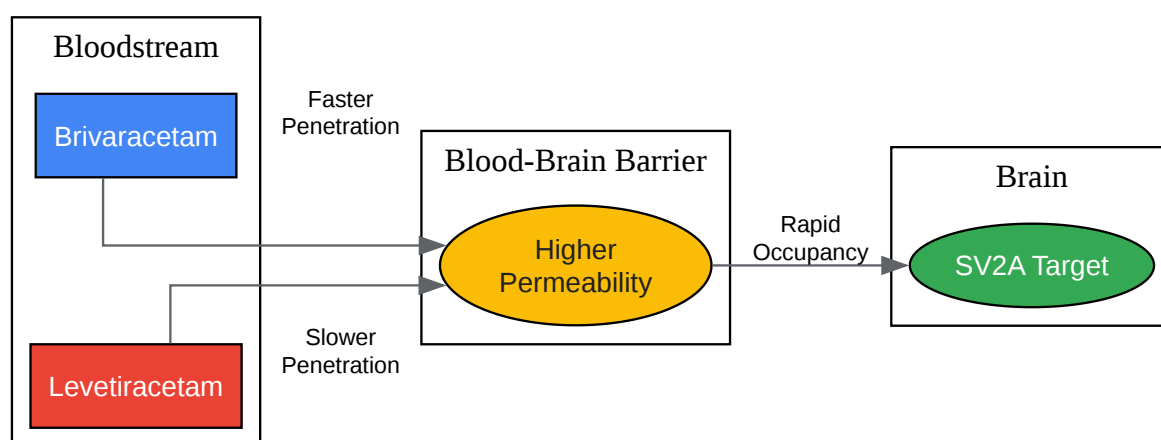 Bloodstream
Brivaracetam
Levetiracetam
Faster
Penetration
Slower
Penetration
Blood-Brain Barrier
Higher
Permeability
Rapid
Occupancy
Brain
SV2A Target